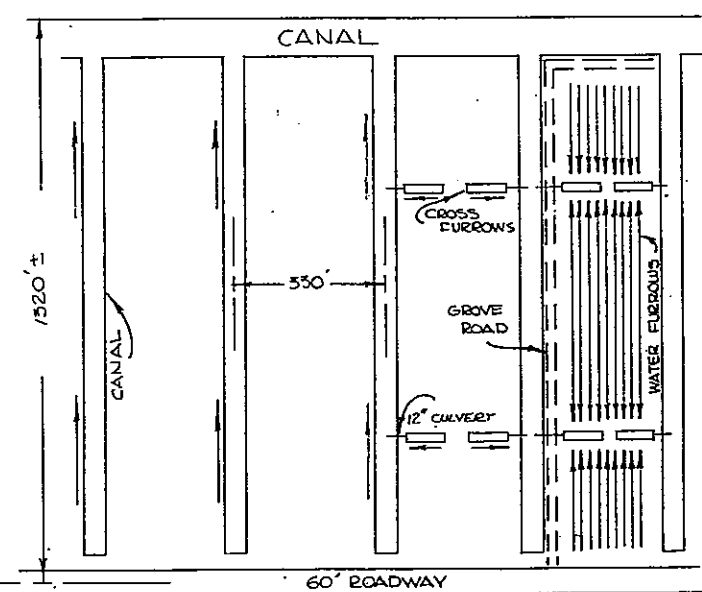 CANAL
CROSS
FURROWS
1320'±
330'
GROVE
ROAD
WATER FURROWS
CANAL
12" CULVERT
60' ROADWAY